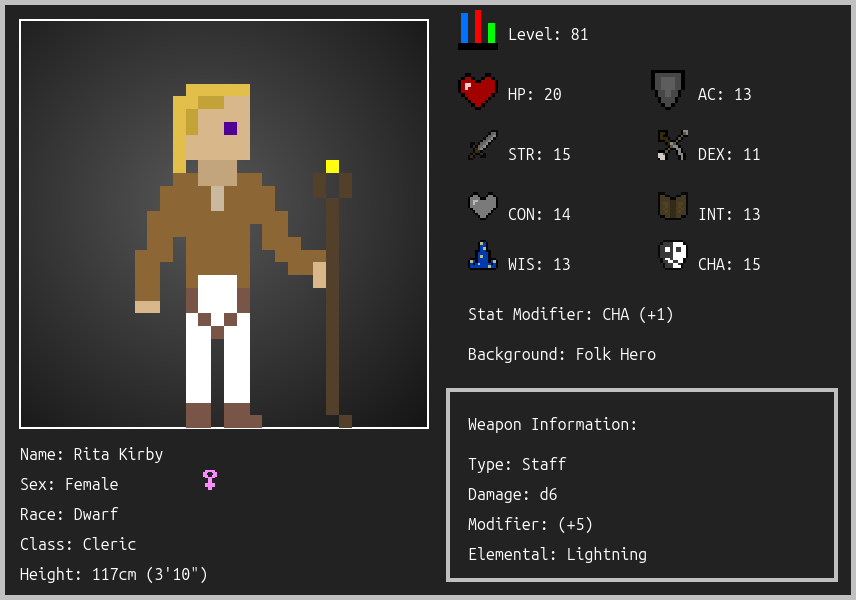 Level: 81
HP: 20
AC: 13
STR: 15
DEX: 11
CON: 14
INT: 13
WIS: 13
CHA: 15
Stat Modifier: CHA (+1)
Background: Folk Hero
Weapon Information:
Type: Staff
Damage: d6
Modifier: (+5)
Elemental: Lightning
Name: Rita Kirby
Sex: Female
Race: Dwarf
Class: Cleric
Height: 117cm (3'10")